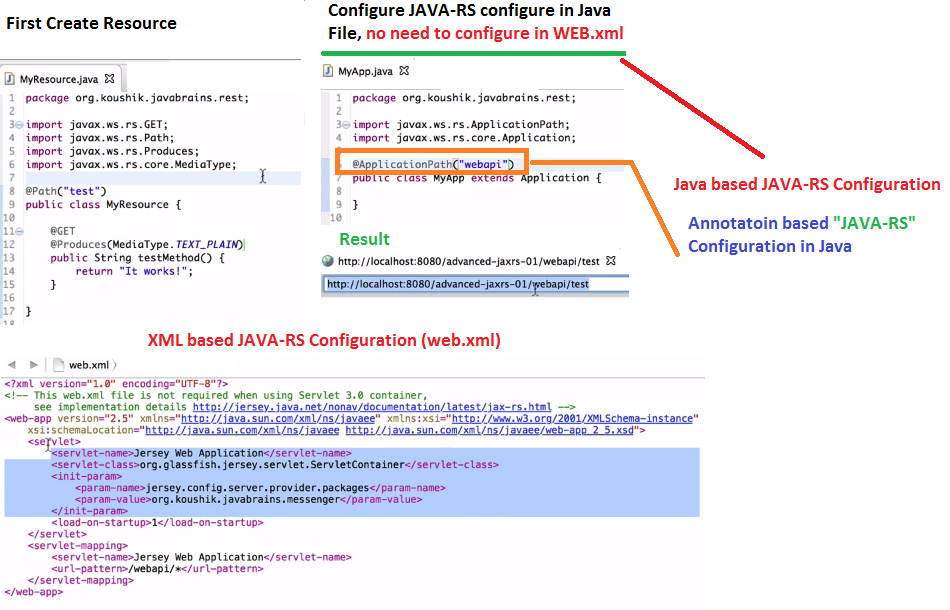 First Create Resource
MyResource.java
1 package org.koushik.javabrains.rest;
2
3 import javax.ws.rs.GET;
4 import javax.ws.rs.Path;
5 import javax.ws.rs.Produces;
6 import javax.ws.rs.core.MediaType;
7
8 @Path("test")
9 public class MyResource {
10
11 @GET
12 @Produces(MediaType.TEXT_PLAIN)
13 public String testMethod() {
14 return "It works!";
15 }
16
17 }
18
Configure JAVA-RS configure in Java
File, no need to configure in WEB.xml
MyApp.java
1 package org.koushik.javabrains.rest;
2
3 import javax.ws.rs.ApplicationPath;
4 import javax.ws.rs.core.Application;
5
@ApplicationPath("webapi")
7 public class MyApp extends Application {
8
9 }
10
Java based JAVA-RS Configuration
Annotatoin based "JAVA-RS"
Configuration in Java
Result
http://localhost:8080/advanced-jaxrs-01/webapi/test
http://localhost:8080/advanced-jaxrs-01/webapi/test
XML based JAVA-RS Configuration (web.xml)
web.xml
<?xml version="1.0" encoding="UTF-8"?>
<!-- This web.xml file is not required when using Servlet 3.0 container,
see implementation details http://jersey.java.net/nonav/documentation/latest/jax-rs.html -->
<web-app version="2.5" xmlns="http://java.sun.com/xml/ns/javaee" xmlns:xsi="http://www.w3.org/2001/XMLSchema-instance"
xsi:schemaLocation="http://java.sun.com/xml/ns/javaee http://java.sun.com/xml/ns/javaee/web-app_2_5.xsd">
<servlet>
<servlet-name>Jersey Web Application</servlet-name>
<servlet-class>org.glassfish.jersey.servlet.ServletContainer</servlet-class>
<init-param>
<param-name>jersey.config.server.provider.packages</param-name>
<param-value>org.koushik.javabrains.messenger</param-value>
</init-param>
<load-on-startup>1</load-on-startup>
</servlet>
<servlet-mapping>
<servlet-name>Jersey Web Application</servlet-name>
<url-pattern>/webapi/*</url-pattern>
</servlet-mapping>
</web-app>